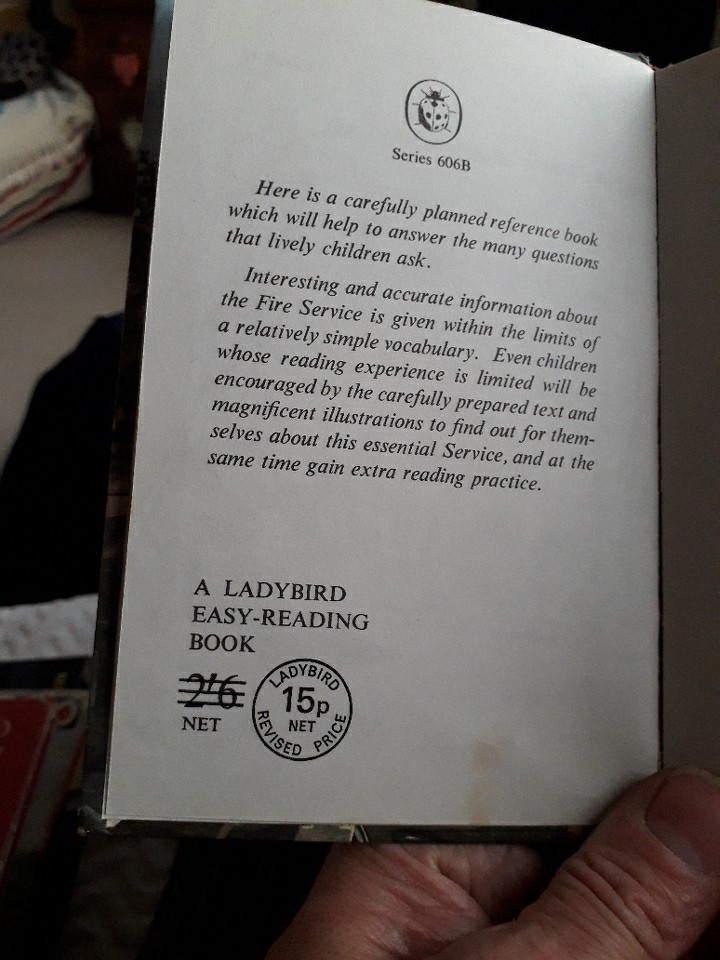 Series 606B
Here is a carefully planned reference book
which will help to answer the many questions
that lively children ask.
Interesting and accurate information about
the Fire Service is given within the limits of
a relatively simple vocabulary. Even children
whose reading experience is limited will be
encouraged by the carefully prepared text and
magnificent illustrations to find out for them-
selves about this essential Service, and at the
same time gain extra reading practice.
A LADYBIRD
EASY-READING
BOOK
2'6
NET
LADYBIRD
15p
NET
REVISED PRICE